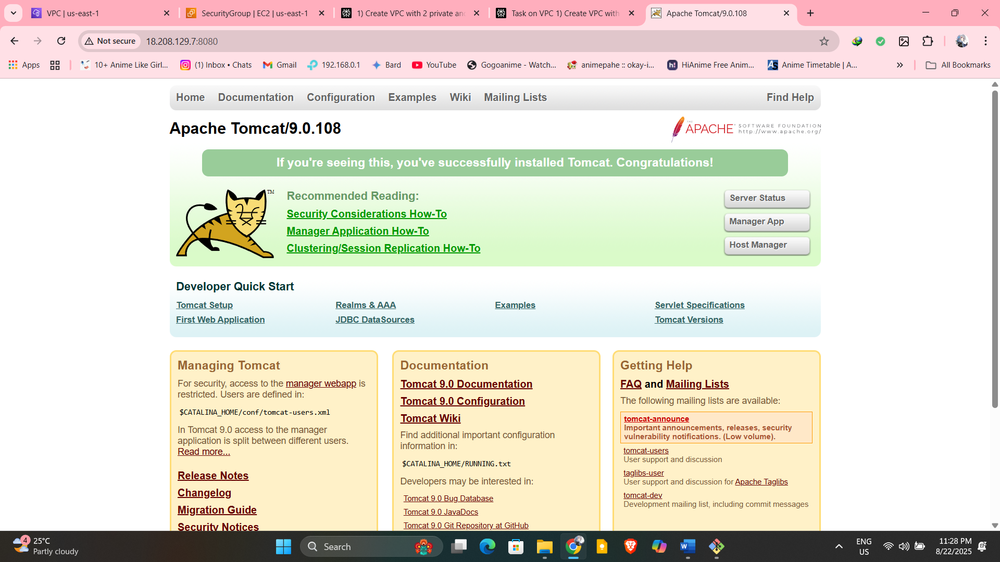 VPC | us-east-1
SecurityGroup | EC2 | us-east-1
1) Create VPC with 2 private and
Task on VPC 1) Create VPC with
Apache Tomcat/9.0.108
Not secure
18.208.129.7:8080
Apps
10+ Anime Like Girl...
(1) Inbox • Chats
Gmail
192.168.0.1
Bard
YouTube
Gogoanime - Watch...
animepahe :: okay-i...
HiAnime Free Anim...
Anime Timetable | A...
All Bookmarks
Home Documentation Configuration Examples Wiki Mailing Lists Find Help
Apache Tomcat/9.0.108
THE APACHE SOFTWARE FOUNDATION
http://www.apache.org/
If you're seeing this, you've successfully installed Tomcat. Congratulations!
TM
Recommended Reading:
Security Considerations How-To
Manager Application How-To
Clustering/Session Replication How-To
Server Status
Manager App
Host Manager
Developer Quick Start
Tomcat Setup
First Web Application
Realms & AAA
JDBC DataSources
Examples
Servlet Specifications
Tomcat Versions
Managing Tomcat
For security, access to the manager webapp is
restricted. Users are defined in:
$CATALINA_HOME/conf/tomcat-users.xml
In Tomcat 9.0 access to the manager
application is split between different users.
Read more...
Release Notes
Changelog
Migration Guide
Security Notices
Documentation
Tomcat 9.0 Documentation
Tomcat 9.0 Configuration
Tomcat Wiki
Find additional important configuration
information in:
$CATALINA_HOME/RUNNING.txt
Developers may be interested in:
Tomcat 9.0 Bug Database
Tomcat 9.0 JavaDocs
Tomcat 9.0 Git Repository at GitHub
Getting Help
FAQ and Mailing Lists
The following mailing lists are available:
tomcat-announce
Important announcements, releases, security
vulnerability notifications. (Low volume).
tomcat-users
User support and discussion
taglibs-user
User support and discussion for Apache Taglibs
tomcat-dev
Development mailing list, including commit messages
4
25°C
Partly cloudy
Search
ENG
US
11:28 PM
8/22/2025